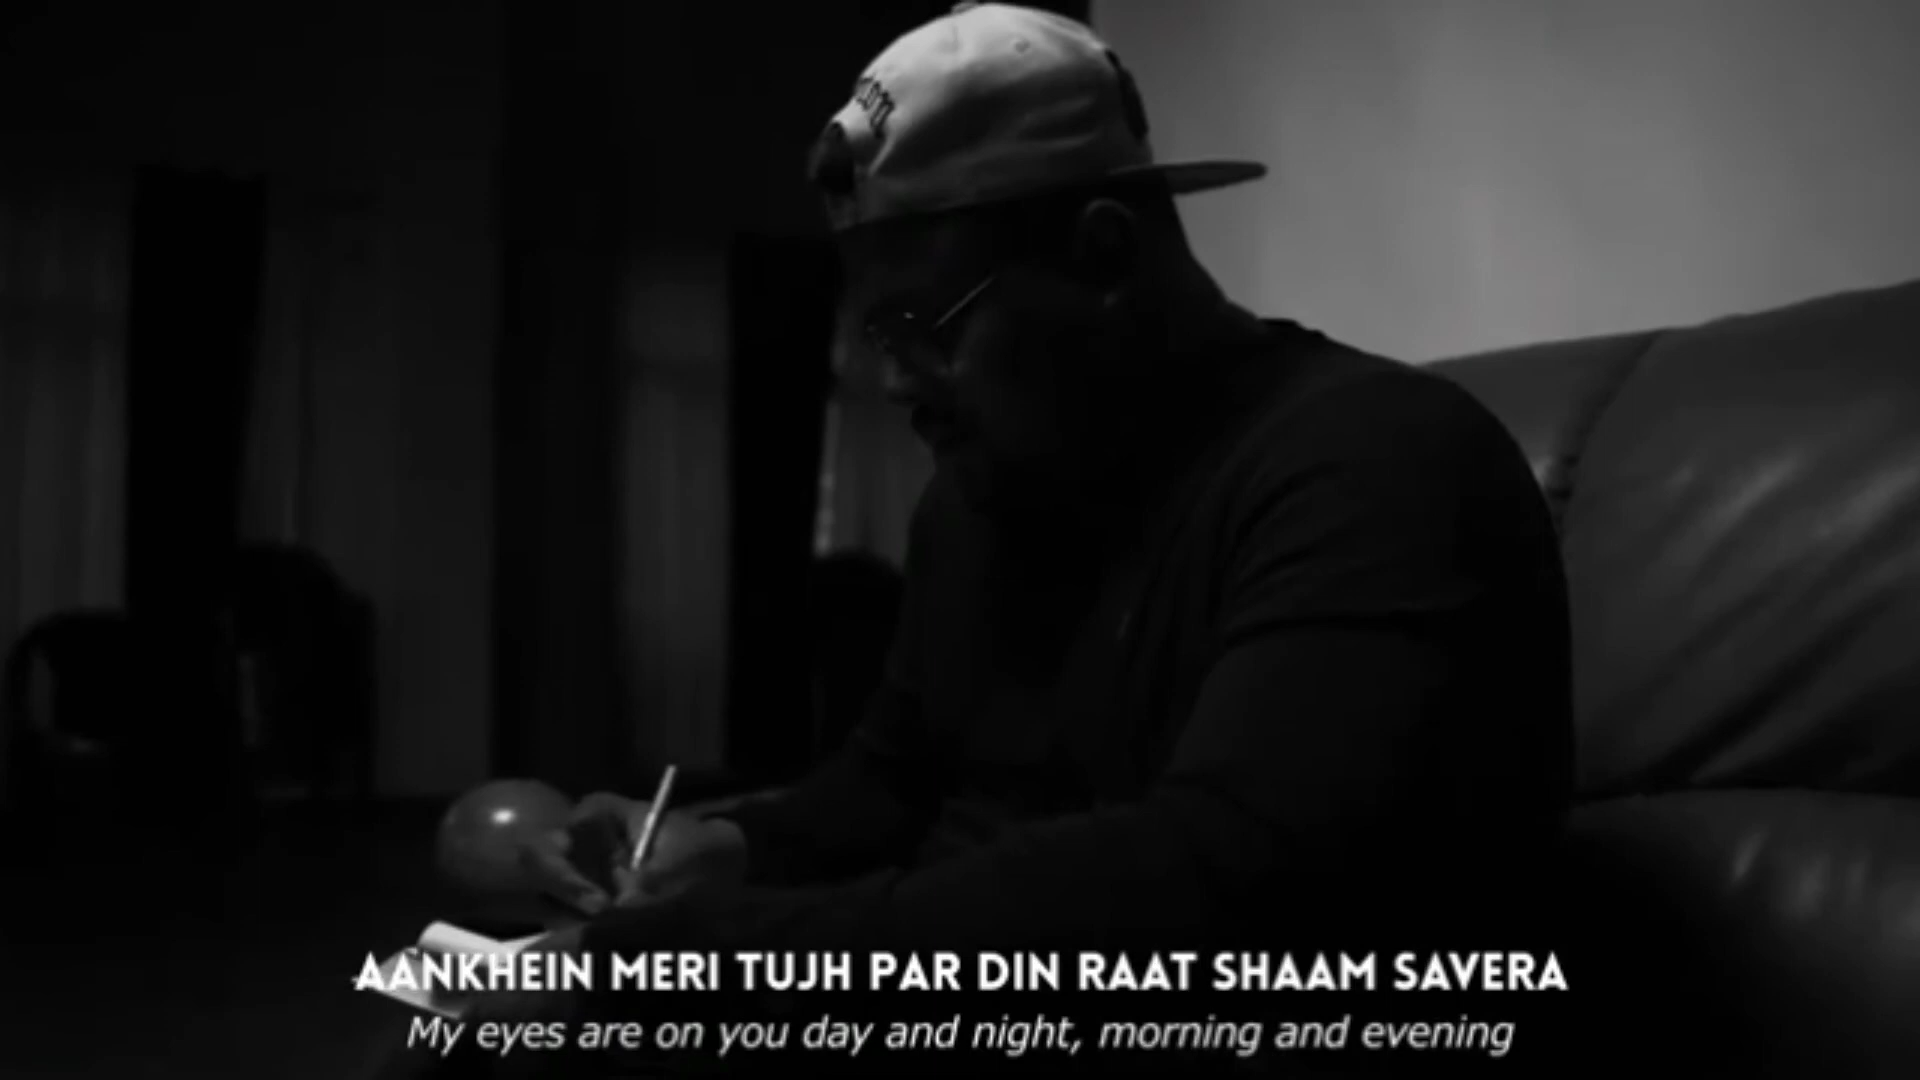 AANKHEIN MERI TUJH PAR DIN RAAT SHAAM SAVERA
My eyes are on you day and night, morning and evening